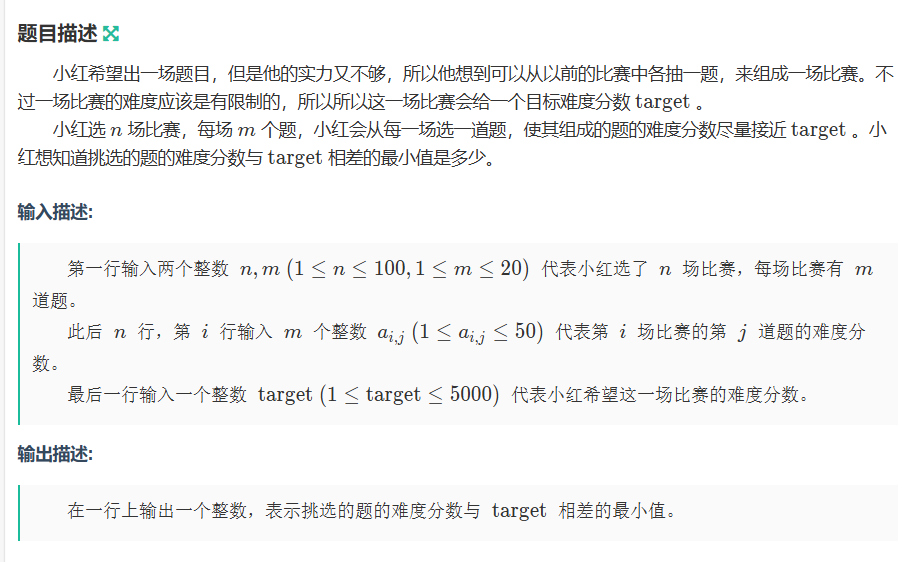 题目描述
小红希望出一场题目，但是他的实力又不够，所以他想到可以从以前的比赛中各抽一题，来组成一场比赛。不
过一场比赛的难度应该是有限制的，所以所以这一场比赛会给一个目标难度分数 target 。
小红选 n 场比赛，每场 m 个题，小红会从每一场选一道题，使其组成的题的难度分数尽量接近 target 。小
红想知道挑选的题的难度分数与 target 相差的最小值是多少。
输入描述:
第一行输入两个整数 n, m (1 ≤ n ≤ 100, 1 ≤ m ≤ 20) 代表小红选了 n 场比赛，每场比赛有 m
道题。
此后 n 行，第 i 行输入 m 个整数 a_{i,j} (1 ≤ a_{i,j} ≤ 50) 代表第 i 场比赛的第 j 道题的难度分
数。
最后一行输入一个整数 target (1 ≤ target ≤ 5000) 代表小红希望这一场比赛的难度分数。
输出描述:
在一行上输出一个整数，表示挑选的题的难度分数与 target 相差的最小值。